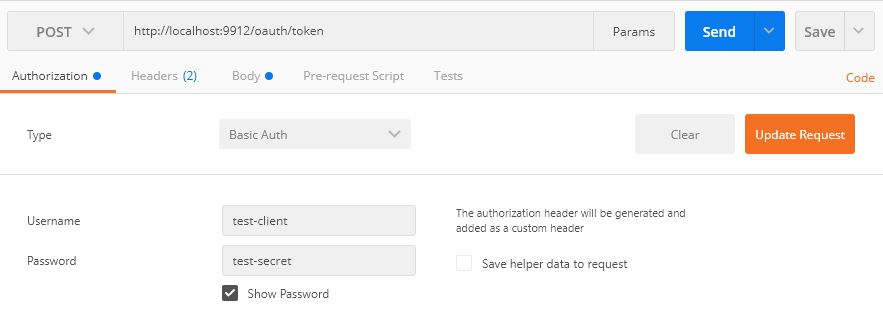 POST
http://localhost:9912/oauth/token
Params
Send
Save
Authorization
Headers (2)
Body
Pre-request Script
Tests
Code
Type
Basic Auth
Clear
Update Request
Username
test-client
The authorization header will be generated and
added as a custom header
Password
test-secret
Save helper data to request
Show Password